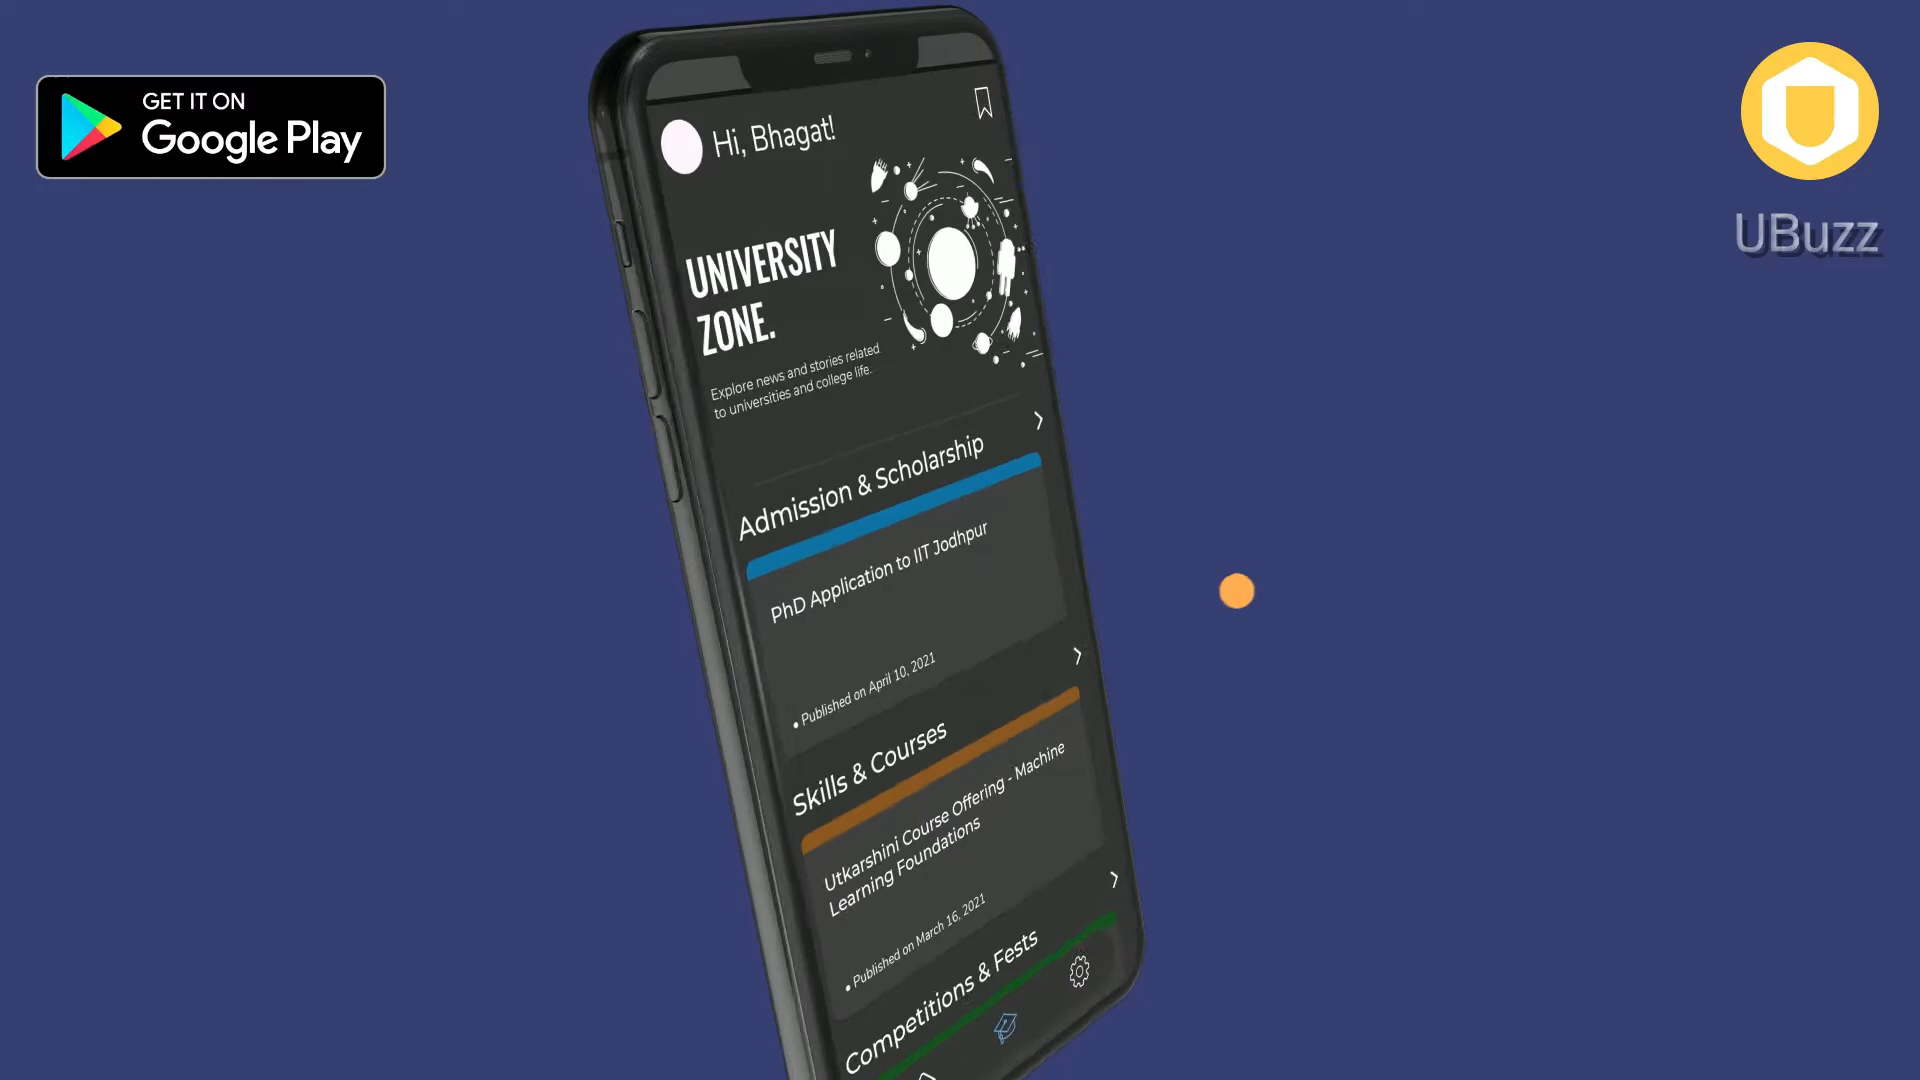 GET IT ON
Google Play
UBuzz
Hi, Bhagat!
UNIVERSITY
ZONE.
Explore news and stories related
to universities and college life.
Admission & Scholarship
PhD Application to IIT Jodhpur
• Published on April 10, 2021
Skills & Courses
Utkarshini Course Offering - Machine
Learning Foundations
• Published on March 16, 2021
Competitions & Fests